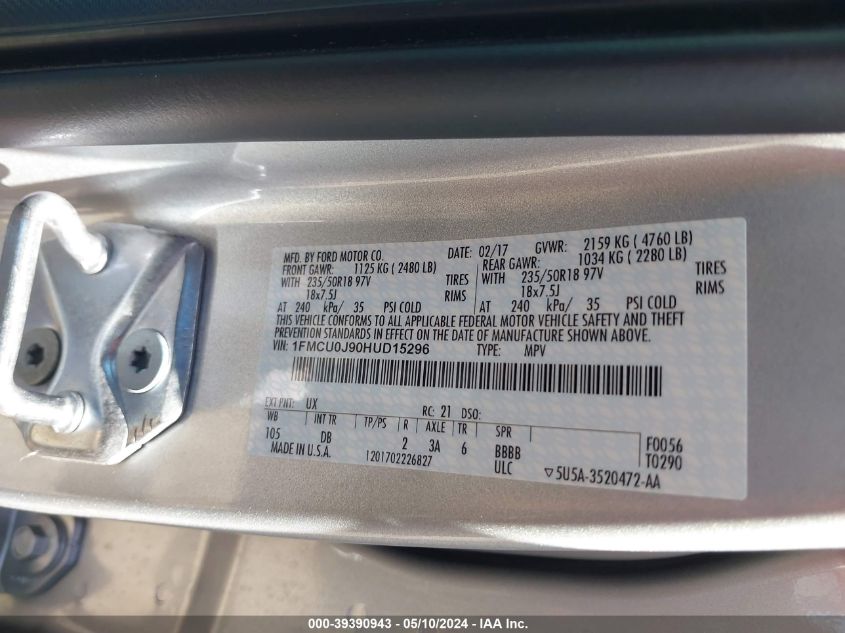 MFD. BY FORD MOTOR CO. DATE: 02/17 GVWR: 2159 KG ( 4760 LB)
FRONT GAWR: 1125 KG ( 2480 LB) REAR GAWR: 1034 KG ( 2280 LB)
WITH 235/50R18 97V TIRES WITH 235/50R18 97V TIRES
18x7.5J RIMS 18x7.5J RIMS
AT 240 kPa/ 35 PSI COLD AT 240 kPa/ 35 PSI COLD
THIS VEHICLE CONFORMS TO ALL APPLICABLE FEDERAL MOTOR VEHICLE SAFETY AND THEFT
PREVENTION STANDARDS IN EFFECT ON THE DATE OF MANUFACTURE SHOWN ABOVE.
VIN: 1FMCU0J90HUD15296 TYPE: MPV
EXT PNT: UX RC: 21 DSO:
WB INT TR TP/PS R AXLE TR SPR
105 DB 2 3A 6 BBBB F0056
MADE IN U.S.A. 1201702226827 ULC T0290
▽5U5A-3520472-AA
000-39390943 - 05/10/2024 - IAA Inc.